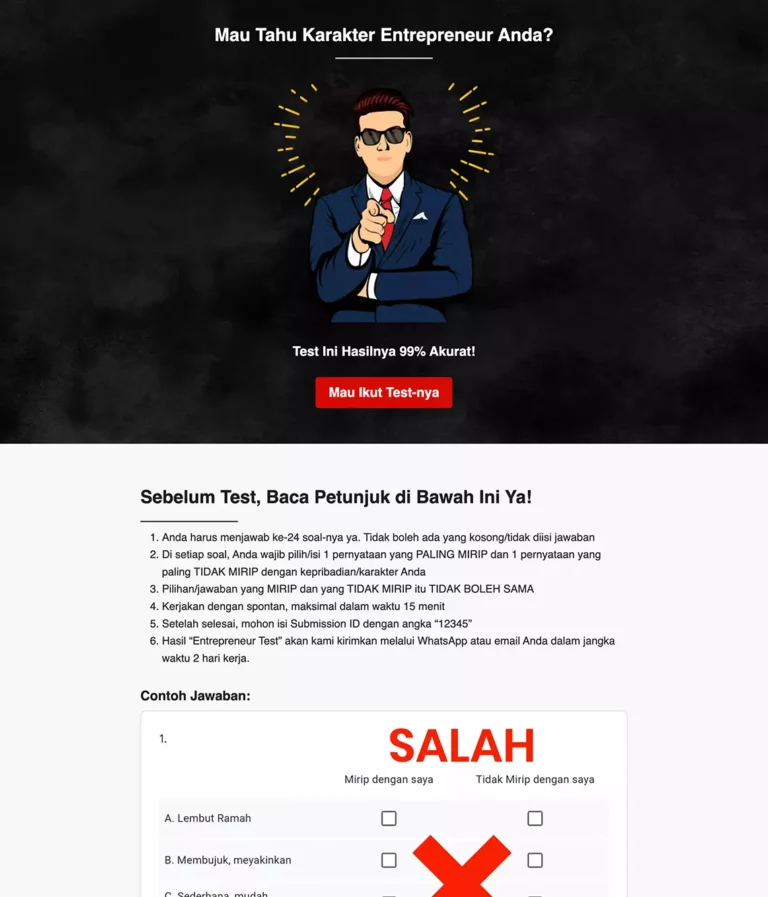 Mau Tahu Karakter Entrepreneur Anda?
Test Ini Hasilnya 99% Akurat!
Mau Ikut Test-nya
Sebelum Test, Baca Petunjuk di Bawah Ini Ya!
1. Anda harus menjawab ke-24 soal-nya ya. Tidak boleh ada yang kosong/tidak diisi jawaban
2. Di setiap soal, Anda wajib pilih/isi 1 pernyataan yang PALING MIRIP dan 1 pernyataan yang
paling TIDAK MIRIP dengan kepribadian/karakter Anda
3. Pilihan/jawaban yang MIRIP dan yang TIDAK MIRIP itu TIDAK BOLEH SAMA
4. Kerjakan dengan spontan, maksimal dalam waktu 15 menit
5. Setelah selesai, mohon isi Submission ID dengan angka “12345”
6. Hasil “Entrepreneur Test” akan kami kirimkan melalui WhatsApp atau email Anda dalam jangka
waktu 2 hari kerja.
Contoh Jawaban:
1.
SALAH
Mirip dengan saya Tidak Mirip dengan saya
A. Lembut Ramah
B. Membujuk, meyakinkan
C. Sederhana, mudah